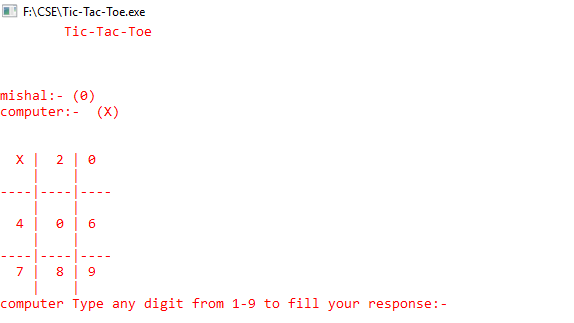 F:\CSE\Tic-Tac-Toe.exe
Tic-Tac-Toe
mishal:- (0)
computer:-  (X)
  X |  2 | 0
    |    |
----|----|----
    |    |
  4 |  0 | 6
    |    |
----|----|----
  7 |  8 | 9
    |    |
computer Type any digit from 1-9 to fill your response:-